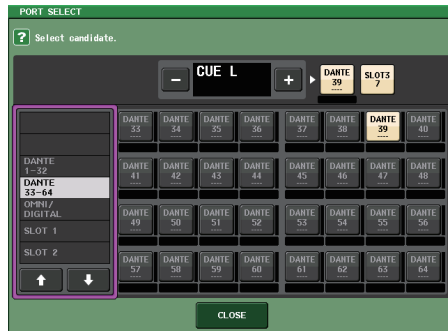 PORT SELECT
? Select candidate.
− CUE L + DANTE 39 ---- SLOT3 7
DANTE 33 ---- DANTE 34 ---- DANTE 35 ---- DANTE 36 ---- DANTE 37 ---- DANTE 38 ---- DANTE 39 ---- DANTE 40 ----
DANTE 1-32
DANTE 41 ---- DANTE 42 ---- DANTE 43 ---- DANTE 44 ---- DANTE 45 ---- DANTE 46 ---- DANTE 47 ---- DANTE 48 ----
DANTE 33-64
OMNI/ DIGITAL
DANTE 49 ---- DANTE 50 ---- DANTE 51 ---- DANTE 52 ---- DANTE 53 ---- DANTE 54 ---- DANTE 55 ---- DANTE 56 ----
SLOT 1
SLOT 2
DANTE 57 ---- DANTE 58 ---- DANTE 59 ---- DANTE 60 ---- DANTE 61 ---- DANTE 62 ---- DANTE 63 ---- DANTE 64 ----
CLOSE